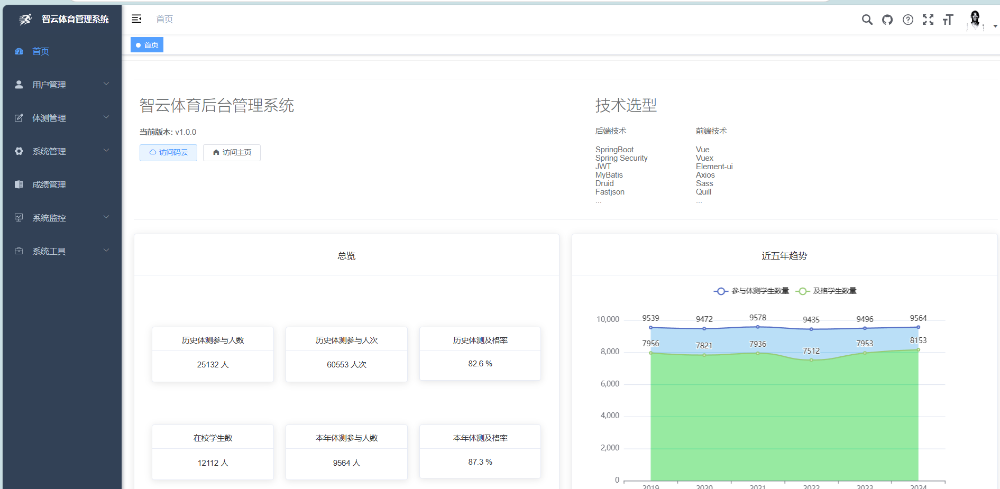 智云体育管理系统
首页
用户管理
体测管理
系统管理
成绩管理
系统监控
系统工具
首页
首页
智云体育后台管理系统
当前版本: v1.0.0
访问码云
访问主页
技术选型
后端技术
SpringBoot
Spring Security
JWT
MyBatis
Druid
Fastjson
...
前端技术
Vue
Vuex
Element-ui
Axios
Sass
Quill
...
总览
历史体测参与人数
25132 人
历史体测参与人次
60553 人次
历史体测及格率
82.6 %
在校学生数
12112 人
本年体测参与人数
9564 人
本年体测及格率
87.3 %
近五年趋势
参与体测学生数量 及格学生数量
10,000
8,000
6,000
4,000
2,000
0
9539 9472 9578 9435 9496 9564
7956 7821 7936 7512 7953 8153
2019 2020 2021 2022 2023 2024